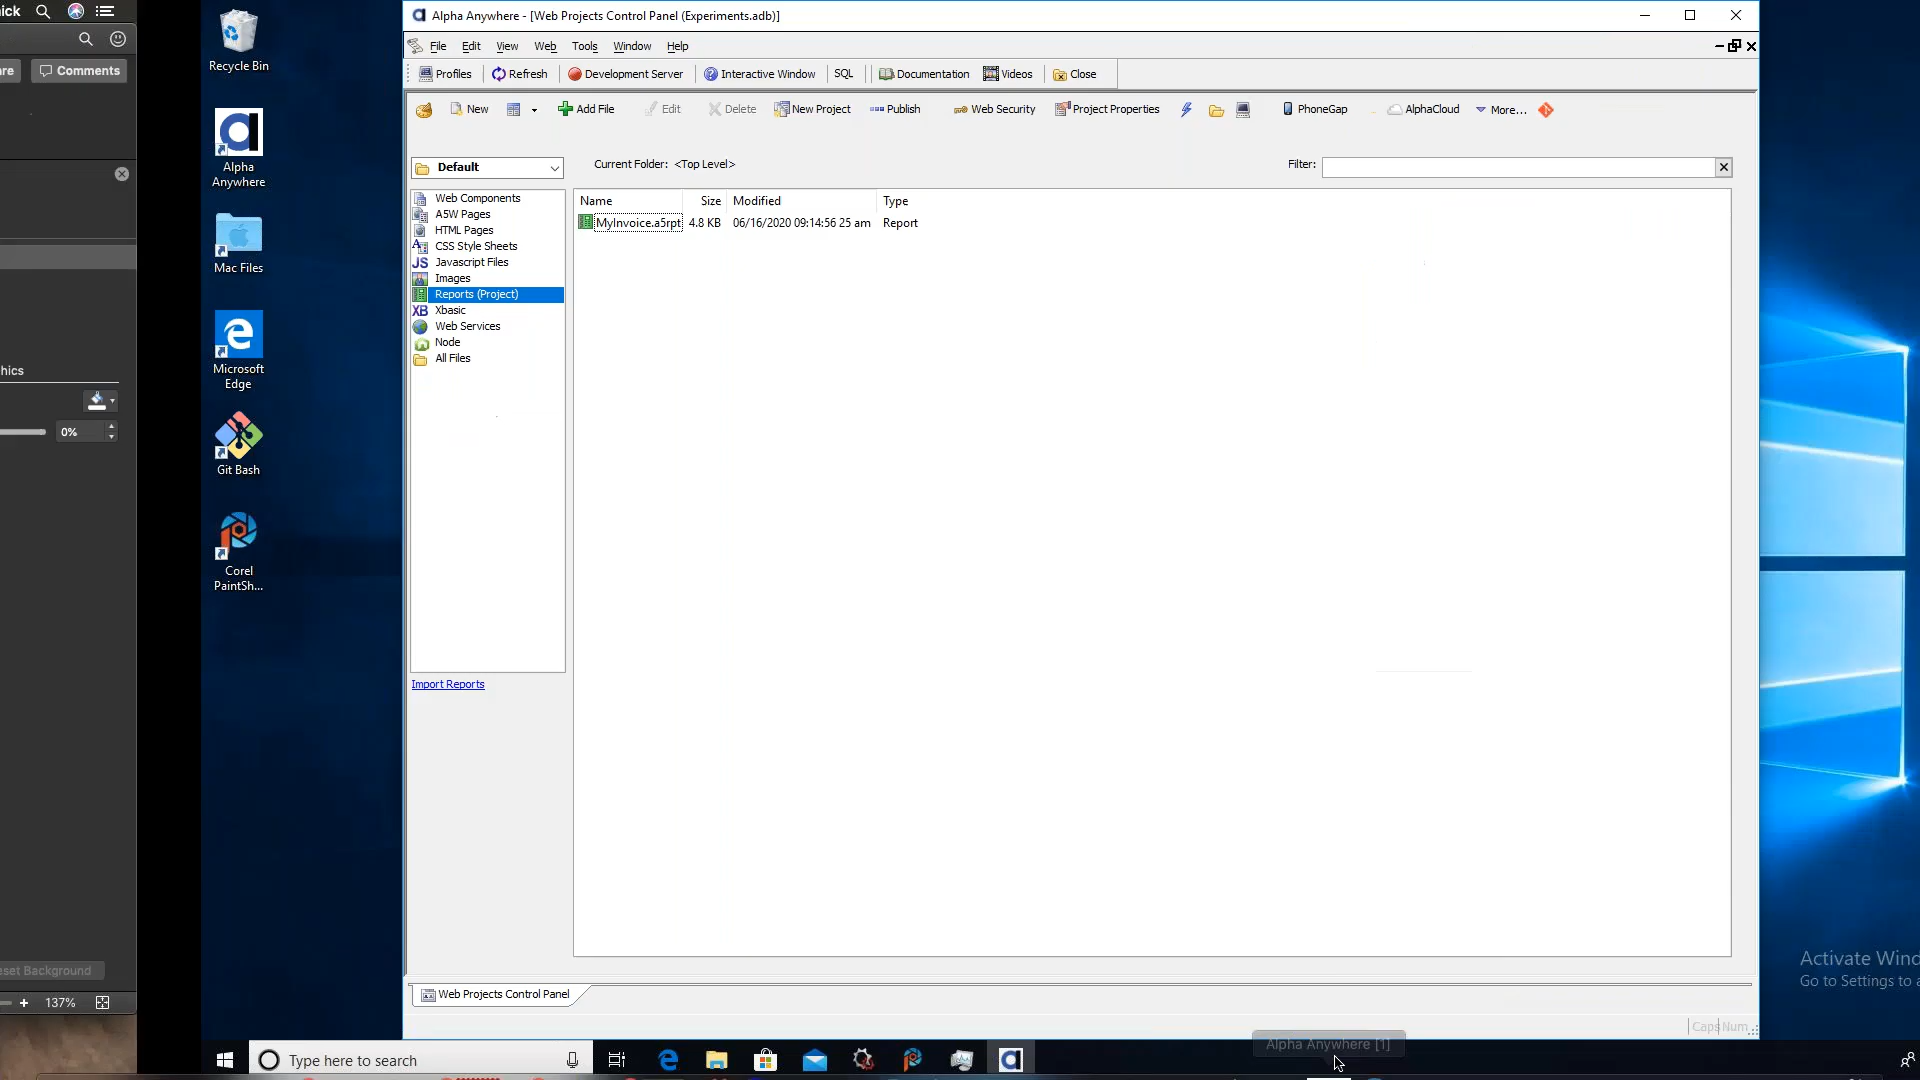 ick
re
Comments
hics
0%
eset Background
137%
Recycle Bin
Alpha
Anywhere
Mac Files
Microsoft
Edge
Git Bash
Corel
PaintSh...
Alpha Anywhere - [Web Projects Control Panel (Experiments.adb)]
File Edit View Web Tools Window Help
Profiles Refresh Development Server Interactive Window SQL Documentation Videos Close
New Add File Edit Delete New Project Publish Web Security Project Properties PhoneGap AlphaCloud More...
Default
Current Folder: <Top Level>
Filter:
Web Components
A5W Pages
HTML Pages
CSS Style Sheets
JS Javascript Files
Images
Reports (Project)
XB Xbasic
Web Services
Node
All Files
Import Reports
Name Size Modified Type
MyInvoice.a5rpt 4.8 KB 06/16/2020 09:14:56 25 am Report
Web Projects Control Panel
Caps Num
Alpha Anywhere [1]
Activate Wind
Go to Settings to a
Type here to search